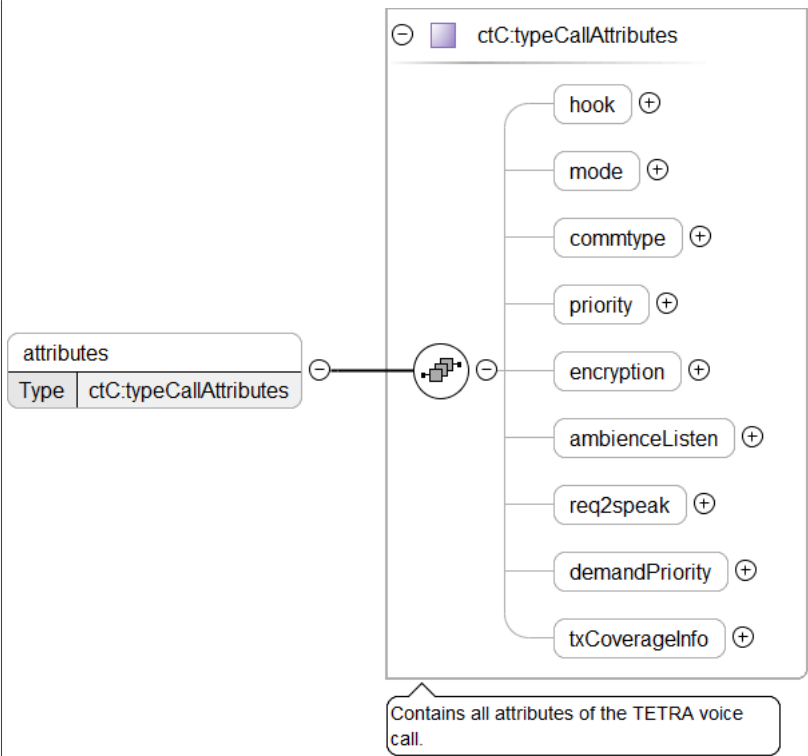 ctC:typeCallAttributes
hook
mode
commtype
priority
attributes
Type ctC:typeCallAttributes
encryption
ambienceListen
req2speak
demandPriority
txCoverageInfo
Contains all attributes of the TETRA voice
call.